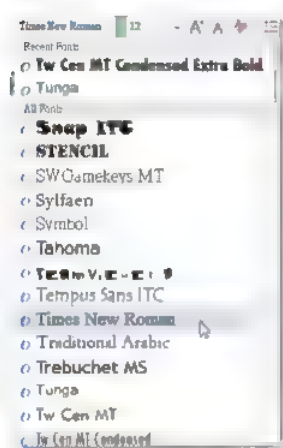 Times New Roman 12
Recent Fonts
Tw Cen MT Condensed Extra Bold
Tunga
All Fonts
Snap ITC
STENCIL
SWGamekeys MT
Sylfaen
Symbol
Tahoma
Tempus Sans ITC
Times New Roman
Traditional Arabic
Trebuchet MS
Tunga
Tw Cen MT
Tw Cen MT Condensed